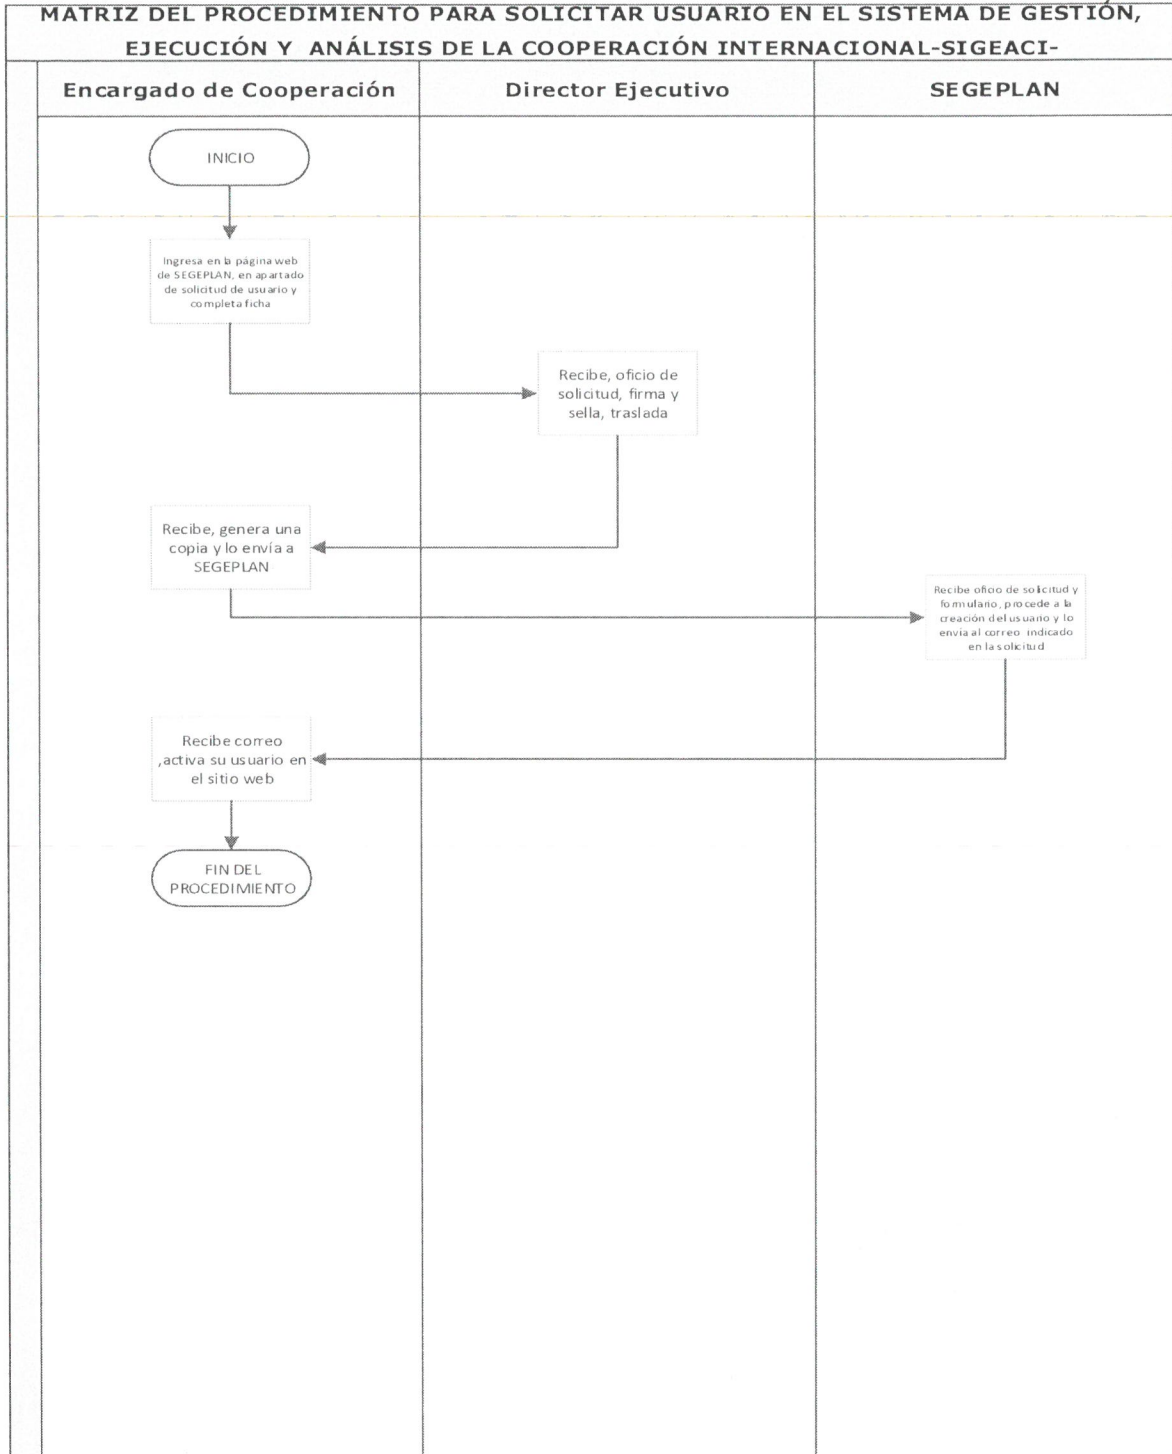 MATRIZ DEL PROCEDIMIENTO PARA SOLICITAR USUARIO EN EL SISTEMA DE GESTIÓN,
EJECUCIÓN Y ANÁLISIS DE LA COOPERACIÓN INTERNACIONAL-SIGEACI-
Encargado de Cooperación
Director Ejecutivo
SEGEPLAN
INICIO
Ingresa en la página web
de SEGEPLAN, en apartado
de solicitud de usuario y
completa ficha
Recibe, oficio de
solicitud, firma y
sella, traslada
Recibe, genera una
copia y lo envía a
SEGEPLAN
Recibe oficio de solicitud y
formulario, procede a la
creación del usuario y lo
envía al correo indicado
en la solicitud
Recibe correo
,activa su usuario en
el sitio web
FIN DEL
PROCEDIMIENTO